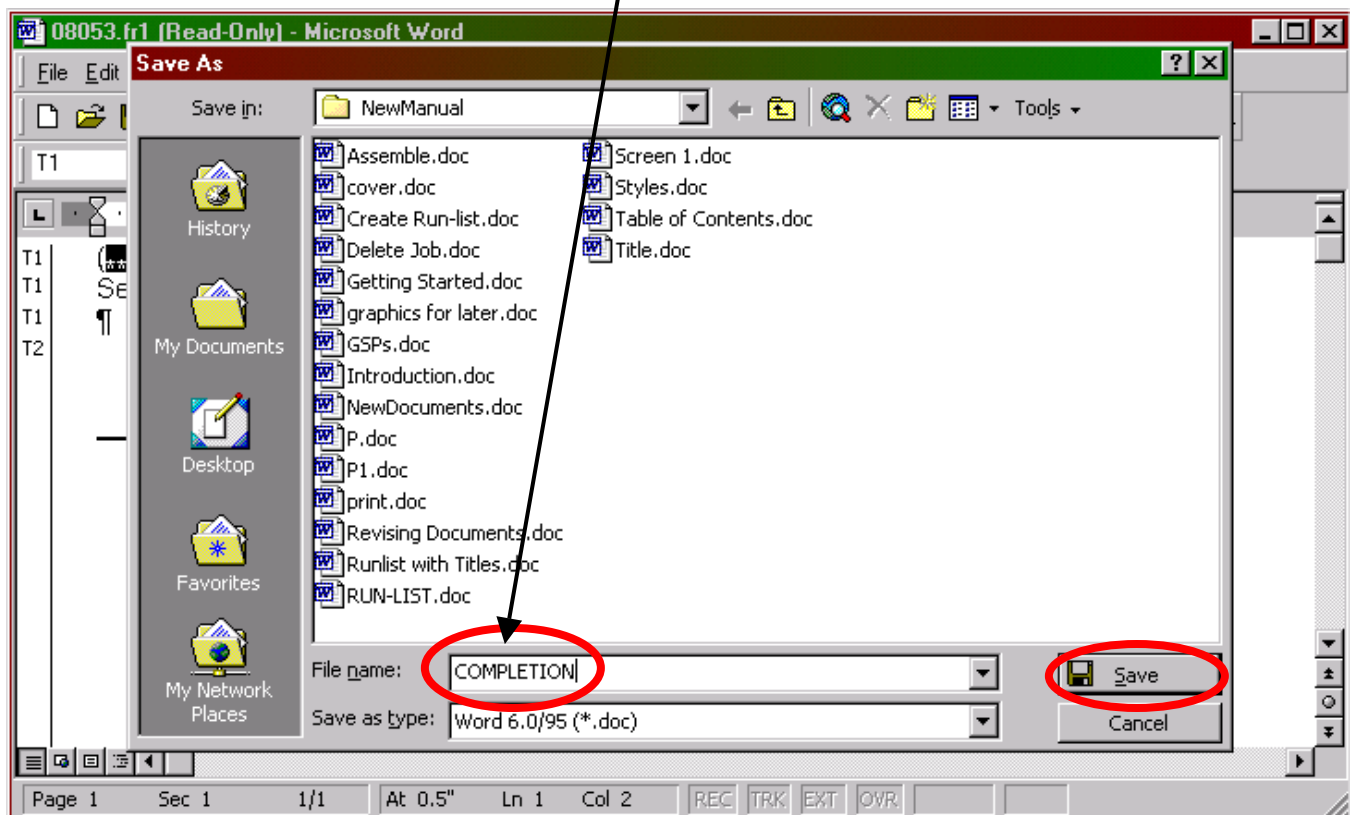 08053.fr1 (Read-Only) - Microsoft Word
File Edit
Save As
Save in:
NewManual
Tools
T1
History
My Documents
Desktop
Favorites
My Network
Places
Assemble.doc
cover.doc
Create Run-list.doc
Delete Job.doc
Getting Started.doc
graphics for later.doc
GSPs.doc
Introduction.doc
NewDocuments.doc
P.doc
P1.doc
print.doc
Revising Documents.doc
Runlist with Titles.doc
RUN-LIST.doc
Screen 1.doc
Styles.doc
Table of Contents.doc
Title.doc
T1 (**
T1 Se
T1 ¶
T2
File name: COMPLETION
Save
Save as type: Word 6.0/95 (*.doc)
Cancel
Page 1 Sec 1 1/1 At 0.5" Ln 1 Col 2 REC TRK EXT OVR